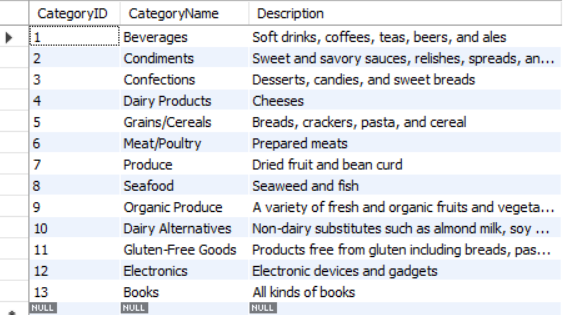 CategoryID CategoryName Description
1 Beverages Soft drinks, coffees, teas, beers, and ales
2 Condiments Sweet and savory sauces, relishes, spreads, an...
3 Confections Desserts, candies, and sweet breads
4 Dairy Products Cheeses
5 Grains/Cereals Breads, crackers, pasta, and cereal
6 Meat/Poultry Prepared meats
7 Produce Dried fruit and bean curd
8 Seafood Seaweed and fish
9 Organic Produce A variety of fresh and organic fruits and vegeta...
10 Dairy Alternatives Non-dairy substitutes such as almond milk, soy ...
11 Gluten-Free Goods Products free from gluten including breads, pas...
12 Electronics Electronic devices and gadgets
13 Books All kinds of books
NULL NULL NULL